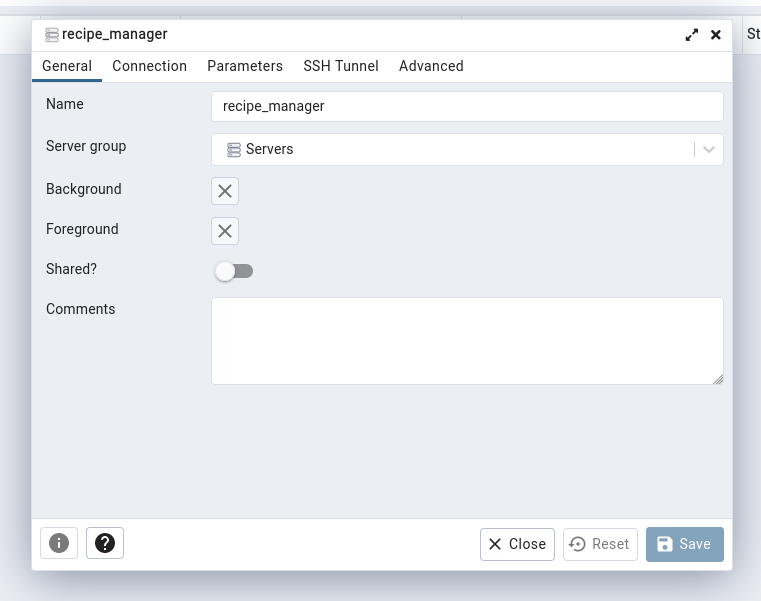 recipe_manager
St
General Connection Parameters SSH Tunnel Advanced
Name recipe_manager
Server group Servers
Background
Foreground
Shared?
Comments
Close Reset Save